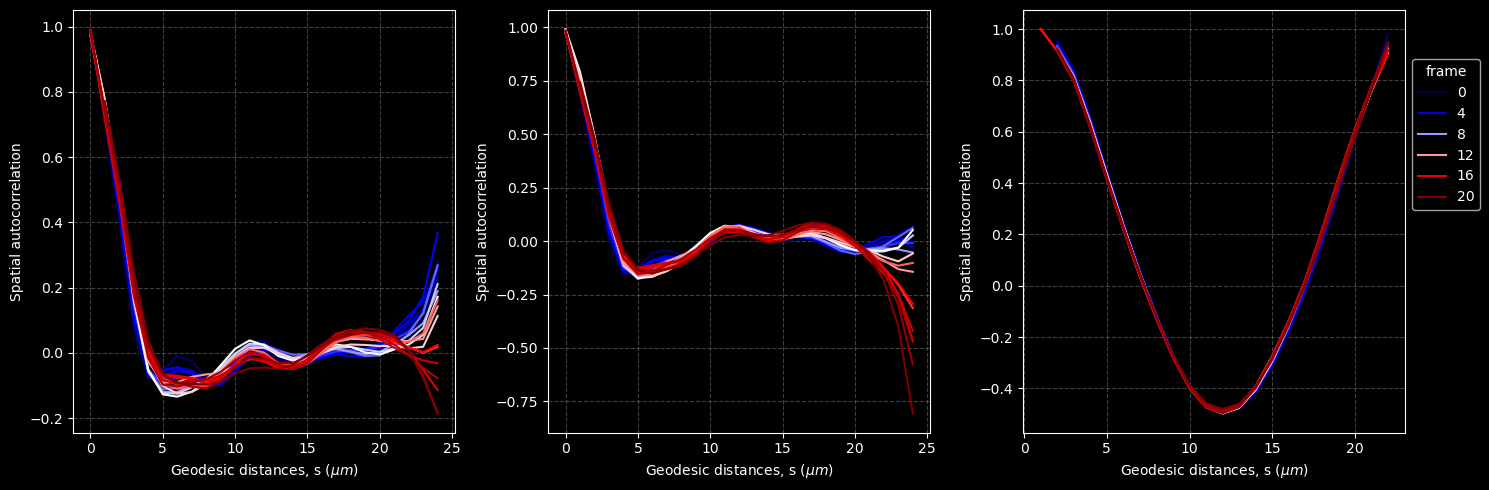 Spatial autocorrelation
1.0
0.8
0.6
0.4
0.2
0.0
−0.2
0 5 10 15 20 25
Geodesic distances, s (μm)
Spatial autocorrelation
1.00
0.75
0.50
0.25
0.00
−0.25
−0.50
−0.75
0 5 10 15 20 25
Geodesic distances, s (μm)
Spatial autocorrelation
1.0
0.8
0.6
0.4
0.2
0.0
−0.2
−0.4
0 5 10 15 20
Geodesic distances, s (μm)
frame
0
4
8
12
16
20